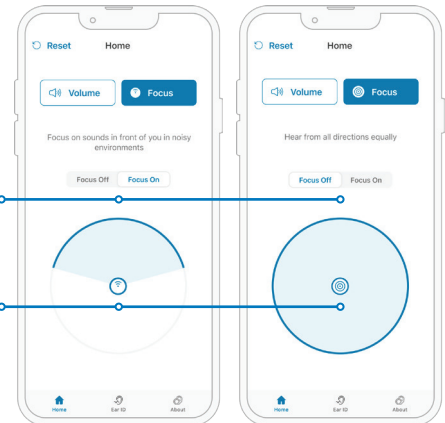 Reset Home
Volume Focus
Focus on sounds in front of you in noisy
environments
Focus Off Focus On
Home Ear ID About
Reset Home
Volume Focus
Hear from all directions equally
Focus Off Focus On
Home Ear ID About